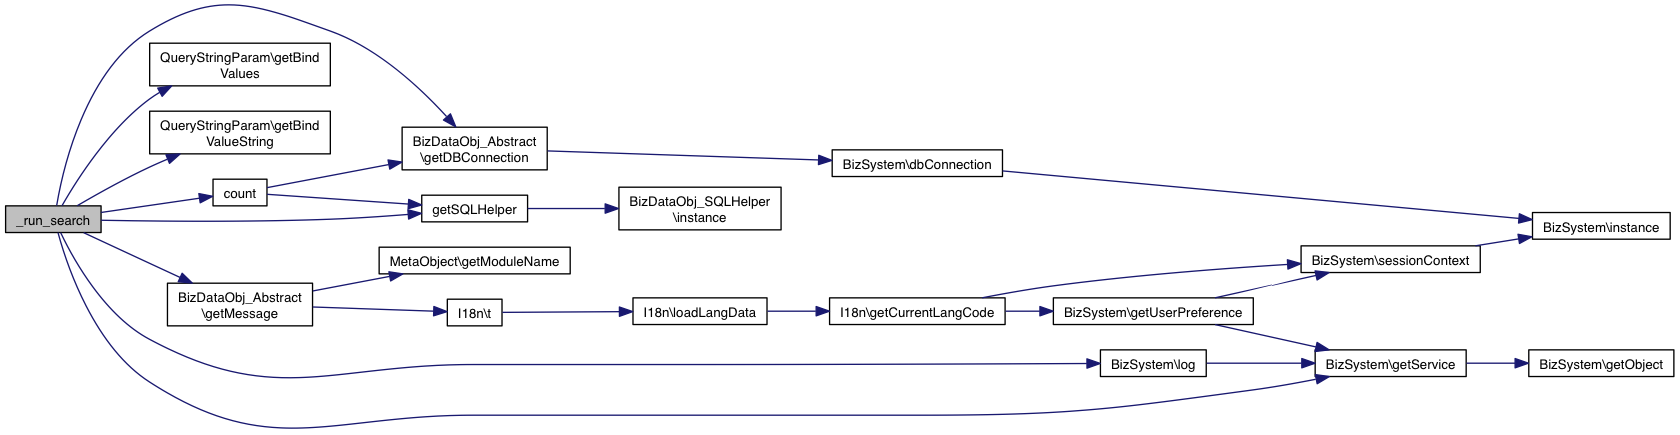 QueryStringParam\getBind
Values
QueryStringParam\getBind
ValueString
BizDataObj_Abstract
\getDBConnection
BizSystem\dbConnection
count
getSQLHelper
BizDataObj_SQLHelper
\instance
_run_search
BizSystem\instance
MetaObject\getModuleName
BizSystem\sessionContext
BizDataObj_Abstract
\getMessage
I18n\t
I18n\loadLangData
I18n\getCurrentLangCode
BizSystem\getUserPreference
BizSystem\log
BizSystem\getService
BizSystem\getObject